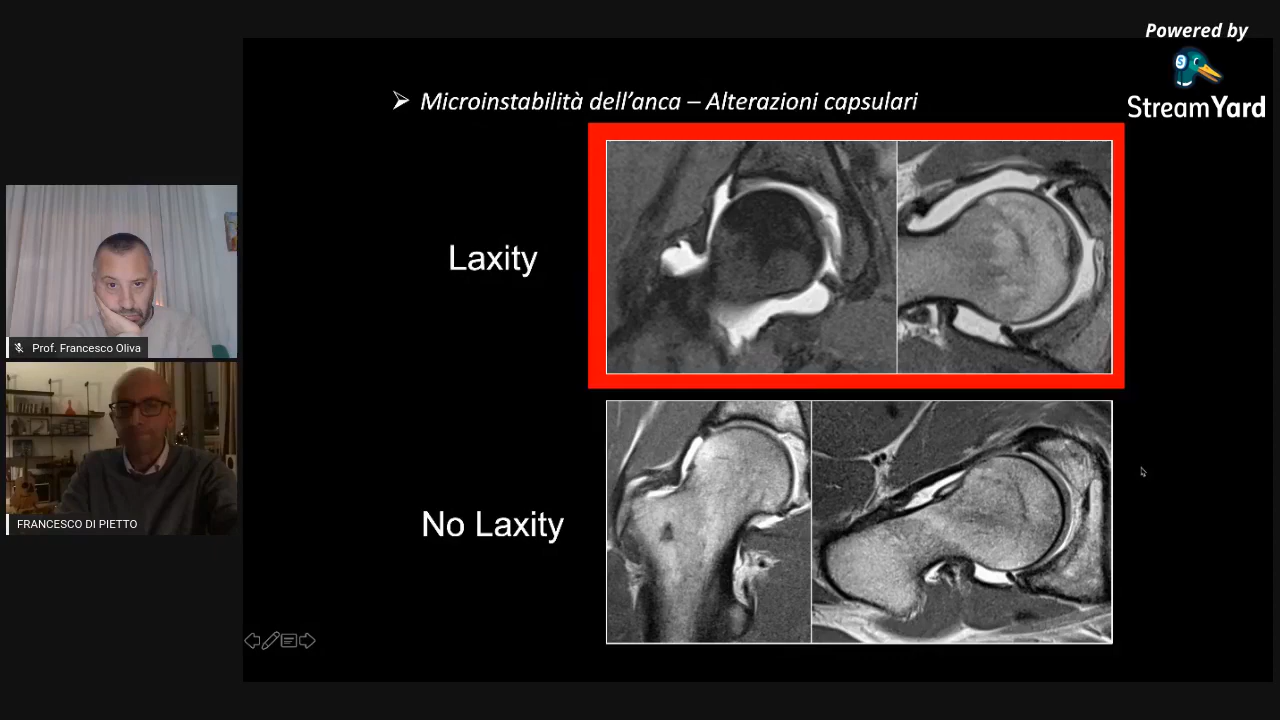 Powered by
StreamYard
Microinstabilità dell'anca – Alterazioni capsulari
Laxity
Prof. Francesco Oliva
FRANCESCO DI PIETTO
No Laxity